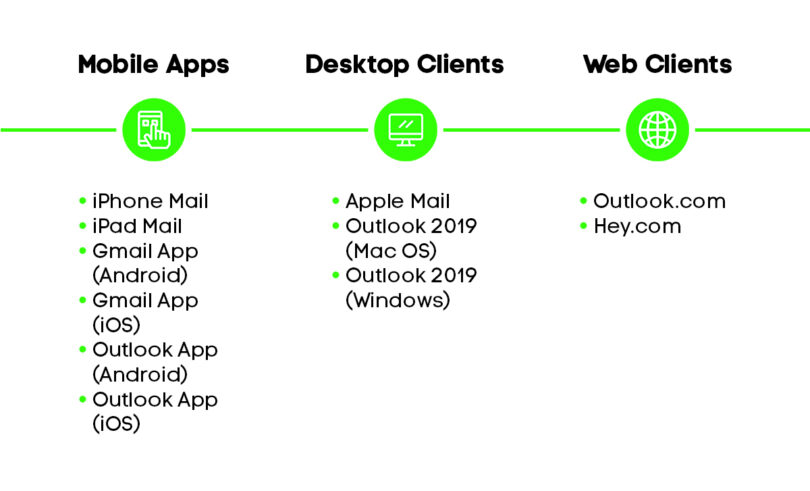 Mobile Apps
• iPhone Mail
• iPad Mail
• Gmail App
(Android)
• Gmail App
(iOS)
• Outlook App
(Android)
• Outlook App
(iOS)
Desktop Clients
• Apple Mail
• Outlook 2019
(Mac OS)
• Outlook 2019
(Windows)
Web Clients
• Outlook.com
• Hey.com